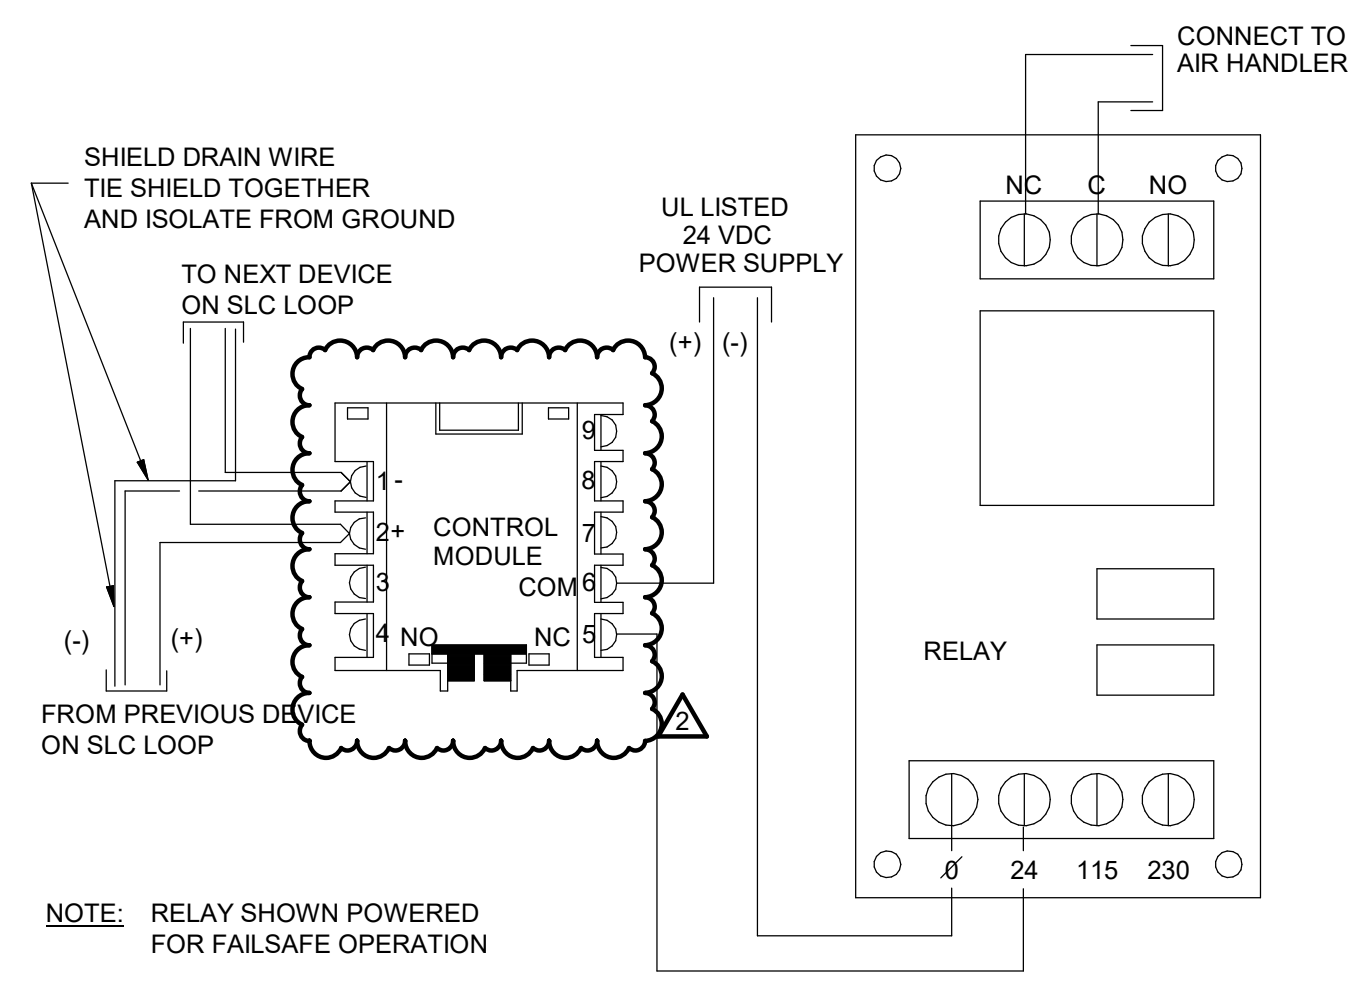 CONNECT TO
AIR HANDLER
SHIELD DRAIN WIRE
TIE SHIELD TOGETHER
AND ISOLATE FROM GROUND
UL LISTED
24 VDC
POWER SUPPLY
NC C NO
TO NEXT DEVICE
ON SLC LOOP
(+) (-)
9
1- 8
2+ 7
CONTROL
MODULE
3 COM 6
4 NO NC 5
(-) (+)
RELAY
FROM PREVIOUS DEVICE
ON SLC LOOP
2
0 24 115 230
NOTE: RELAY SHOWN POWERED
FOR FAILSAFE OPERATION